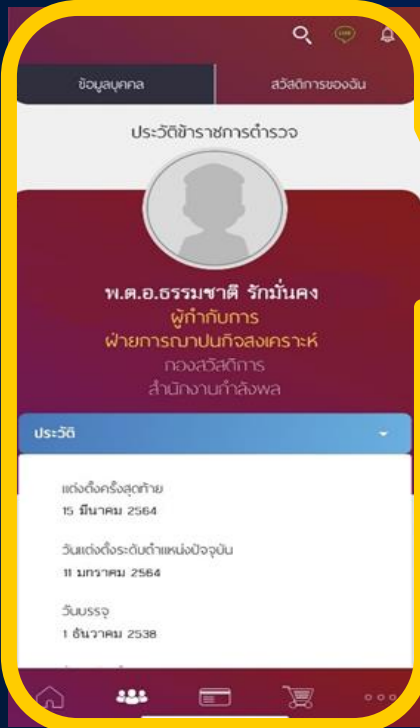 LINE
ข้อมูลบุคคล
สวัสดิการของฉัน
ประวัติข้าราชการตำรวจ
พ.ต.อ.ธรรมชาติ รักมั่นคง
ผู้กำกับการ
ฝ่ายการฌาปนกิจสงเคราะห์
กองสวัสดิการ
สำนักงานกำลังพล
ประวัติ
แต่งตั้งครั้งสุดท้าย
15 มีนาคม 2564
วันแต่งตั้งระดับตำแหน่งปัจจุบัน
11 มกราคม 2564
วันบรรจุ
1 ธันวาคม 2538